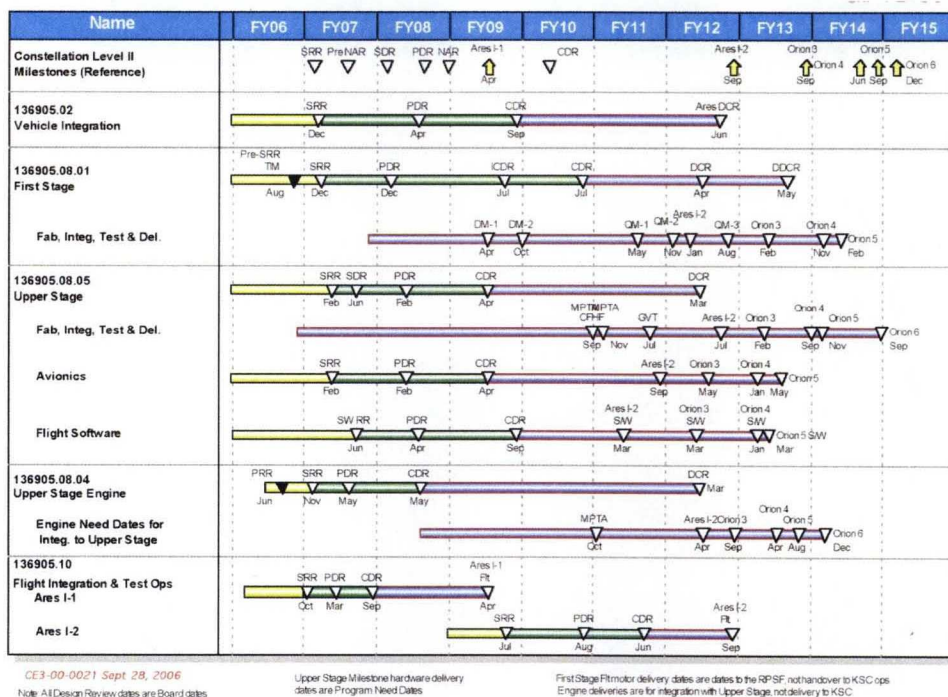 Name FY06 FY07 FY08 FY09 FY10 FY11 FY12 FY13 FY14 FY15
Constellation Level II
Milestones (Reference)
SRR PreNAR SDR PDR NAR Ares I-1 CDR Ares I-2 Orion 3 Orion 5
Orion 4 Orion 6
Apr Sep Sep Jun Sep Dec
136905.02
Vehicle Integration
SRR PDR CDR Ares DCR
Dec Apr Sep Jun
Pre-SRR
TIM
136905.08.01
First Stage
SRR PDR ICDR CDR DCR DDCR
Aug Dec Dec Jul Jul Apr May
Ares I-2
Fab, Integ, Test & Del.
DM-1 DM-2 QM-1 QM-2 QM-3 Orion 3 Orion 4
Orion 5
Apr Oct May Nov Jan Aug Feb Nov Feb
136905.08.05
Upper Stage
SRR SDR PDR CDR DCR
Feb Jun Feb Apr Mar
Orion 4
Fab, Integ, Test & Del.
MPTA MPTA
CFHF GVT Ares I-2 Orion 3 Orion 5
Orion 6
Sep Nov Jul Jul Feb Sep Nov Sep
Avionics
SRR PDR CDR Ares I-2 Orion 3 Orion 4
Orion 5
Feb Feb Apr Sep May Jan May
Flight Software
Ares I-2 Orion 3 Orion 4
SW RR PDR CDR S/W S/W S/W
Orion 5 S/W
Jun Apr Sep Mar Mar Jan Mar
136905.08.04
Upper Stage Engine
PRR SRR PDR CDR DCR
Mar
Jun Nov May May
Orion 4
Engine Need Dates for
Integ. to Upper Stage
MPTA Ares I-2 Orion 3 Orion 5
Orion 6
Oct Apr Sep Apr Aug Dec
136905.10
Flight Integration & Test Ops
Ares I-1
Ares I-1
SRR PDR CDR Flt
Oct Mar Sep Apr
Ares I-2
Ares I-2
SRR PDR CDR Flt
Jul Aug Jun Sep
CE3-00-0021 Sept 28, 2006
Note: All Design Review dates are Board dates
Upper Stage Milestone hardware delivery
dates are Program Need Dates
First Stage Flt motor delivery dates are dates to the RPSF, not handover to KSC ops
Engine deliveries are for integration with Upper Stage, not delivery to KSC